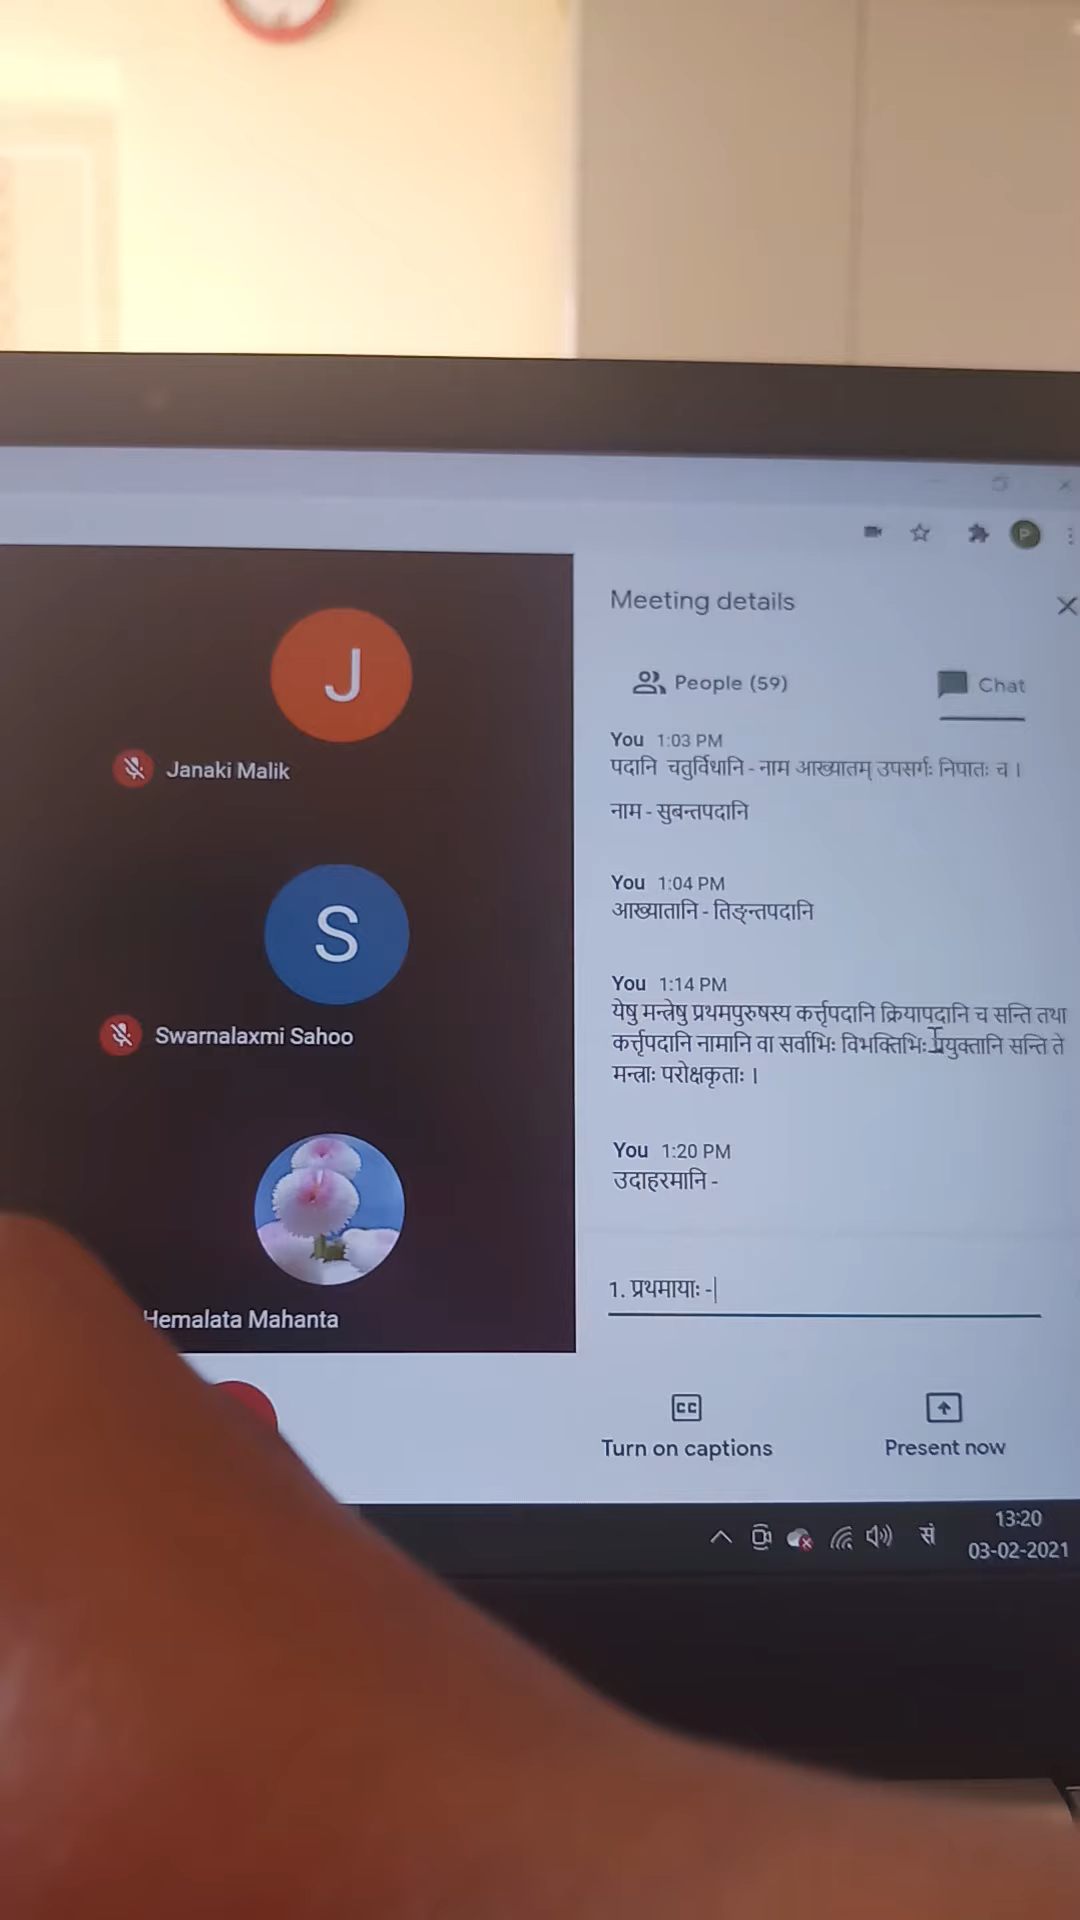 Meeting details
People (59)
Chat
You 1:03 PM
पदानि चतुर्विधानि - नाम आख्यातम् उपसर्गः निपातः च ।
नाम - सुबन्तपदानि
You 1:04 PM
आख्यातानि - तिङ्न्तपदानि
You 1:14 PM
येषु मन्त्रेषु प्रथमपुरुषस्य कर्त्तृपदानि क्रियापदानि च सन्ति तथा
कर्त्तृपदानि नामानि वा सर्वाभिः विभक्तिभिः प्रयुक्तानि सन्ति ते
मन्त्राः परोक्षकृताः ।
You 1:20 PM
उदाहरमानि -
1. प्रथमायाः -
Turn on captions
Present now
J
Janaki Malik
S
Swarnalaxmi Sahoo
Hemalata Mahanta
P
CC
सं
13:20
03-02-2021